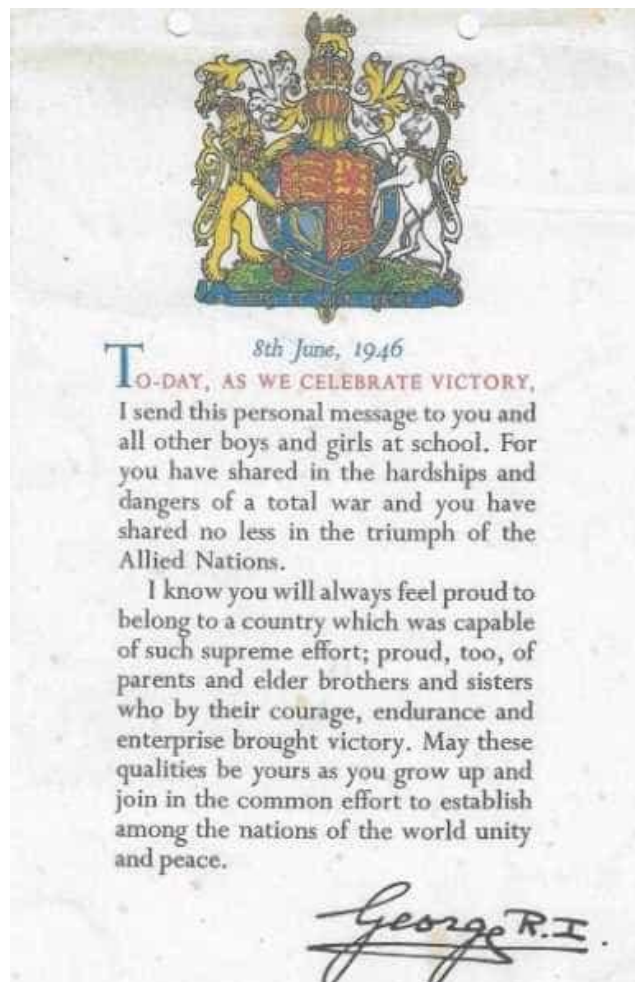 8th June, 1946
TO-DAY, AS WE CELEBRATE VICTORY,
I send this personal message to you and
all other boys and girls at school. For
you have shared in the hardships and
dangers of a total war and you have
shared no less in the triumph of the
Allied Nations.
I know you will always feel proud to
belong to a country which was capable
of such supreme effort; proud, too, of
parents and elder brothers and sisters
who by their courage, endurance and
enterprise brought victory. May these
qualities be yours as you grow up and
join in the common effort to establish
among the nations of the world unity
and peace.
George R.I.